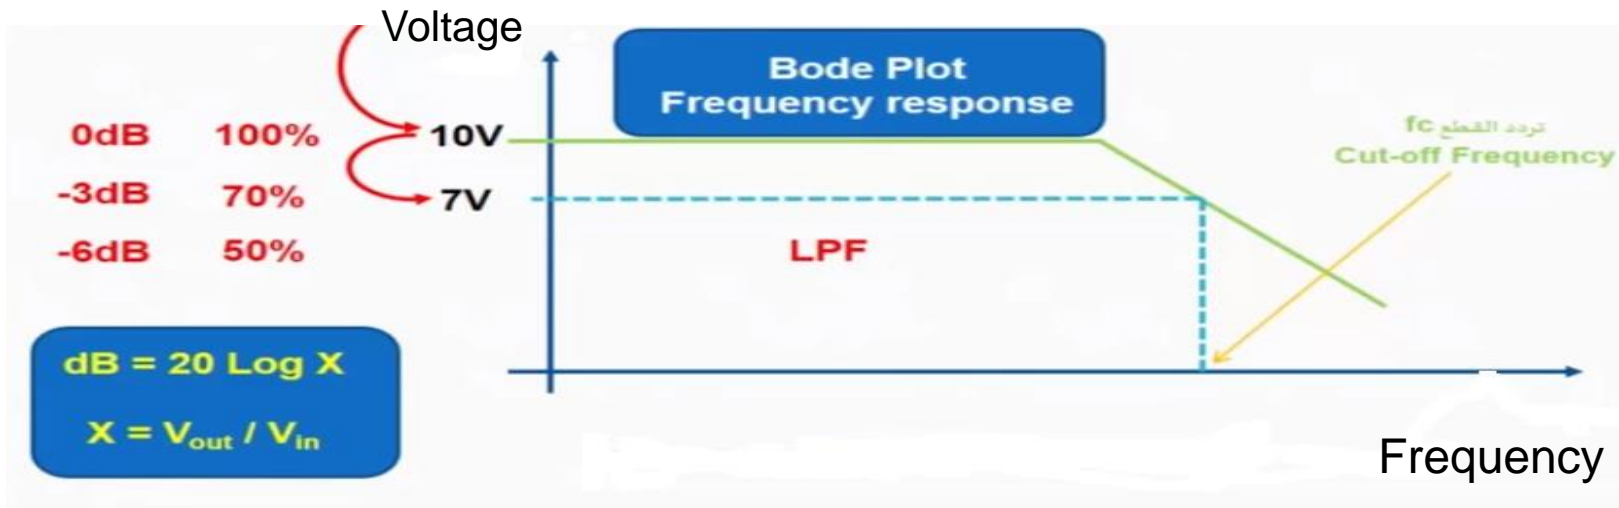 Voltage
Bode Plot
Frequency response
0dB 100% 10V
-3dB 70% 7V
-6dB 50%
LPF
fc تردد القطع
Cut-off Frequency
dB = 20 Log X
X = Vout / Vin
Frequency